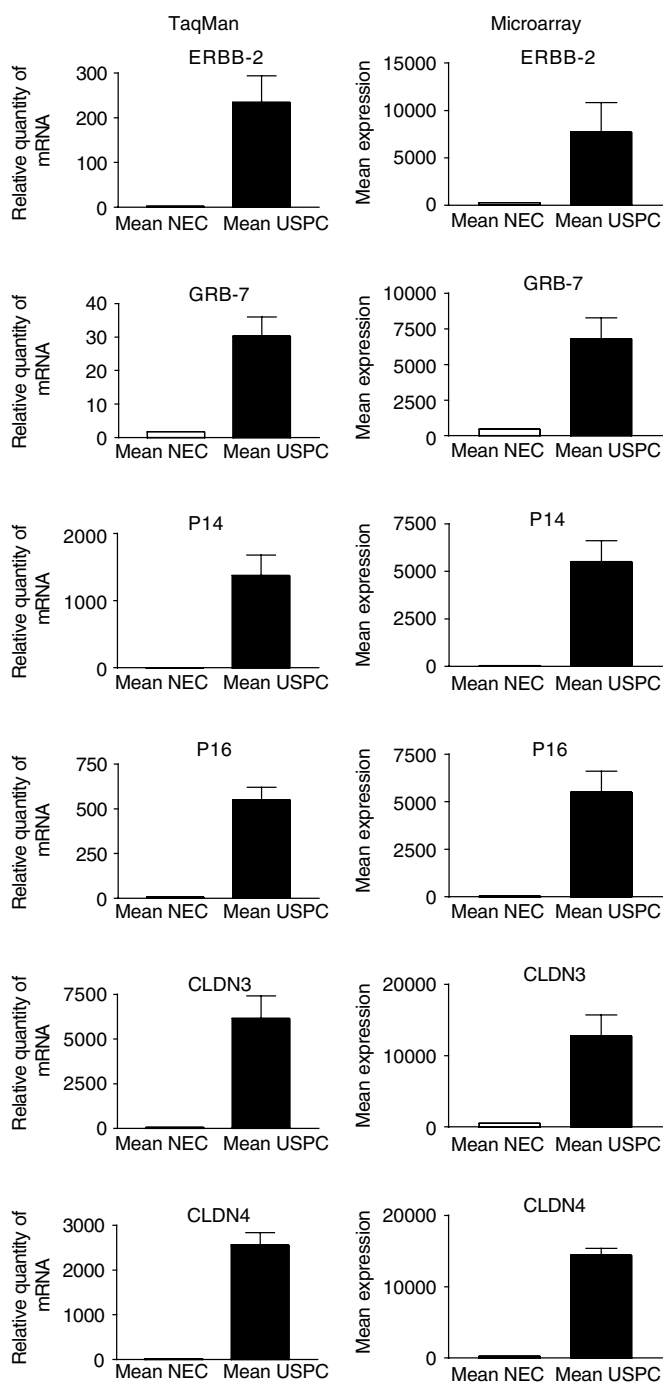 TaqMan
Microarray
ERBB-2
Relative quantity of
mRNA
300
200
100
0
Mean NEC Mean USPC
ERBB-2
Mean expression
15000
10000
5000
0
Mean NEC Mean USPC
GRB-7
Relative quantity of
mRNA
40
30
20
10
0
Mean NEC Mean USPC
GRB-7
Mean expression
10000
7500
5000
2500
0
Mean NEC Mean USPC
P14
Relative quantity of
mRNA
2000
1000
0
Mean NEC Mean USPC
P14
Mean expression
7500
5000
2500
0
Mean NEC Mean USPC
P16
Relative quantity of
mRNA
750
500
250
0
Mean NEC Mean USPC
P16
Mean expression
7500
5000
2500
0
Mean NEC Mean USPC
CLDN3
Relative quantity of
mRNA
7500
5000
2500
0
Mean NEC Mean USPC
CLDN3
Mean expression
20000
10000
0
Mean NEC Mean USPC
CLDN4
Relative quantity of
mRNA
3000
2000
1000
0
Mean NEC Mean USPC
CLDN4
Mean expression
20000
10000
0
Mean NEC Mean USPC